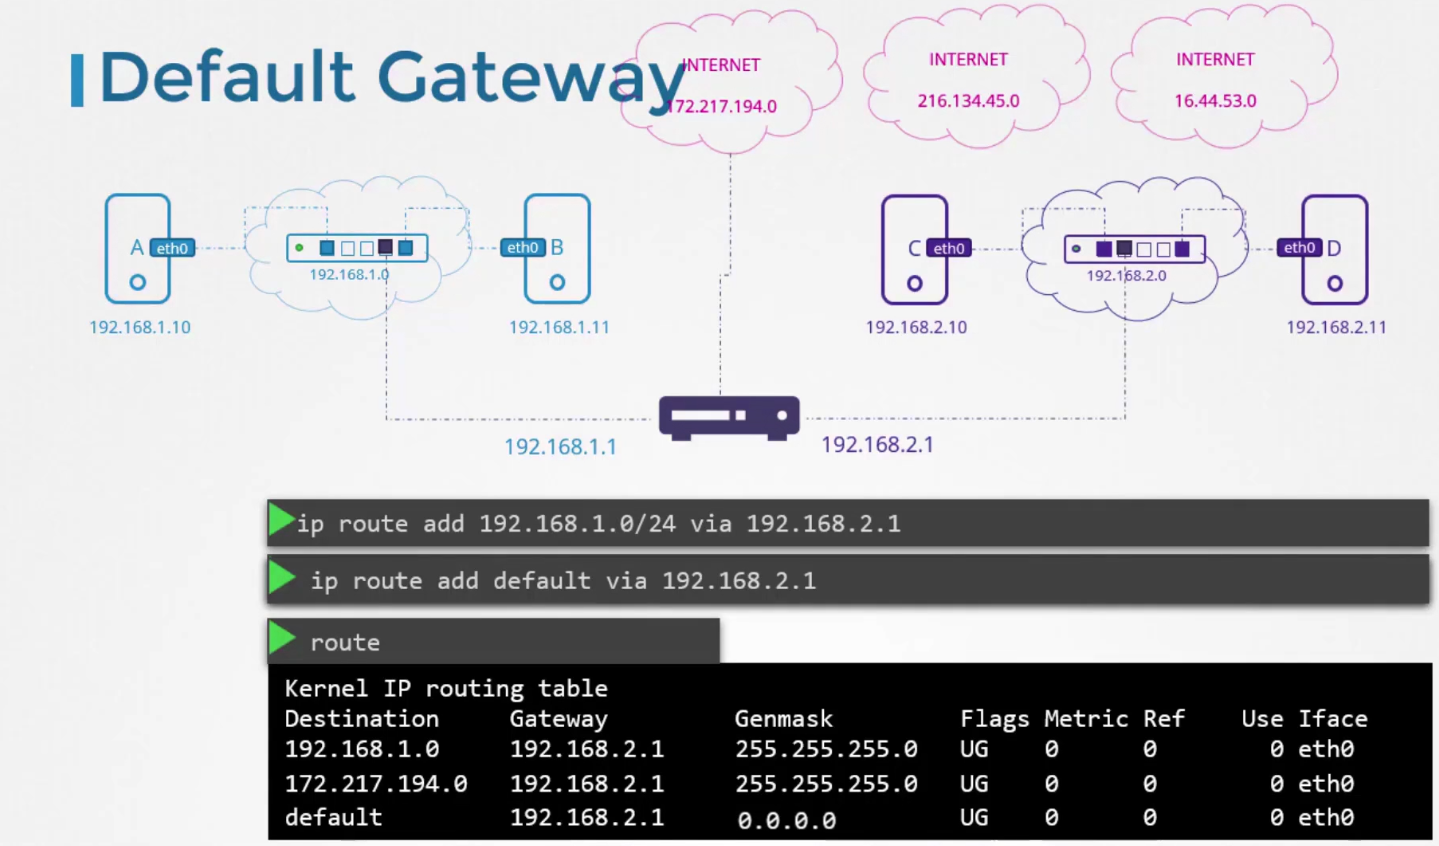 Default Gateway
INTERNET
172.217.194.0
INTERNET
216.134.45.0
INTERNET
16.44.53.0
A eth0
192.168.1.0
eth0 B
C eth0
192.168.2.0
eth0 D
192.168.1.10
192.168.1.11
192.168.2.10
192.168.2.11
192.168.1.1
192.168.2.1
ip route add 192.168.1.0/24 via 192.168.2.1
ip route add default via 192.168.2.1
route
Kernel IP routing table
Destination Gateway Genmask Flags Metric Ref Use Iface
192.168.1.0 192.168.2.1 255.255.255.0 UG 0 0 0 eth0
172.217.194.0 192.168.2.1 255.255.255.0 UG 0 0 0 eth0
default 192.168.2.1 0.0.0.0 UG 0 0 0 eth0